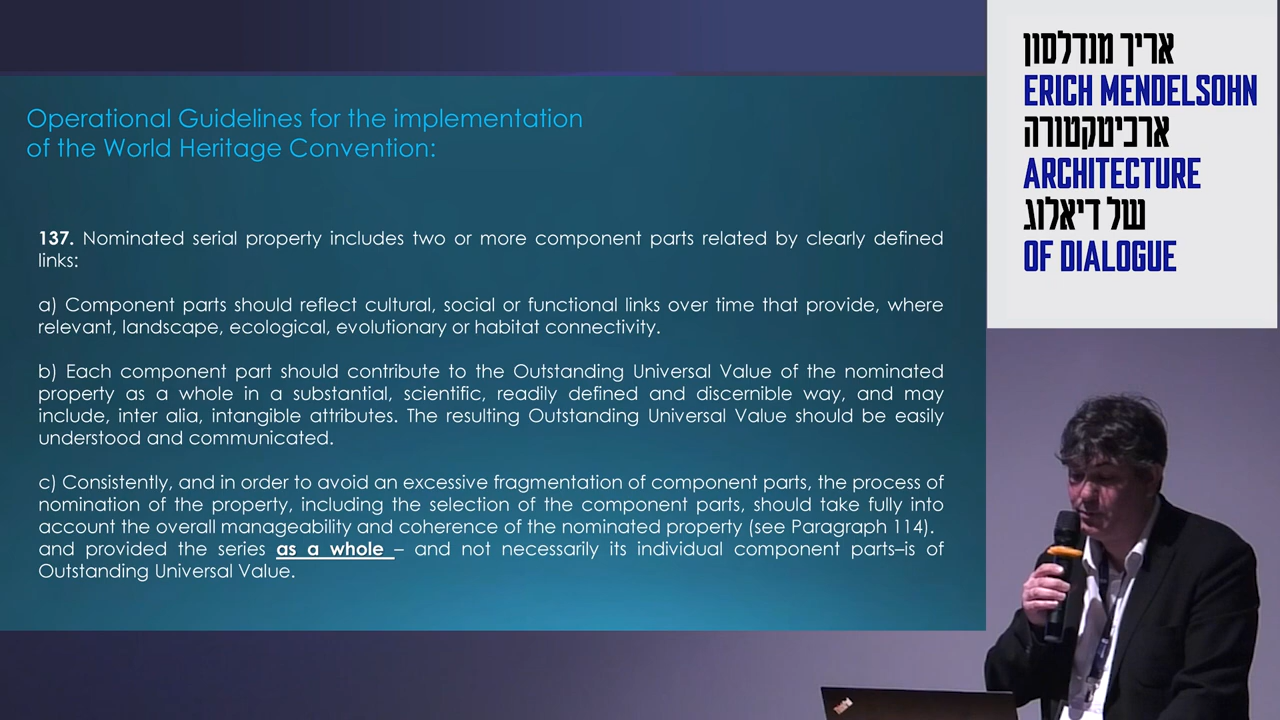 Operational Guidelines for the implementation
of the World Heritage Convention:
137. Nominated serial property includes two or more component parts related by clearly defined
links:
a) Component parts should reflect cultural, social or functional links over time that provide, where
relevant, landscape, ecological, evolutionary or habitat connectivity.
b) Each component part should contribute to the Outstanding Universal Value of the nominated
property as a whole in a substantial, scientific, readily defined and discernible way, and may
include, inter alia, intangible attributes. The resulting Outstanding Universal Value should be easily
understood and communicated.
c) Consistently, and in order to avoid an excessive fragmentation of component parts, the process of
nomination of the property, including the selection of the component parts, should take fully into
account the overall manageability and coherence of the nominated property (see Paragraph 114).
and provided the series as a whole – and not necessarily its individual component parts–is of
Outstanding Universal Value.
אריך מנדלסון
ERICH MENDELSOHN
ארכיטקטורה
ARCHITECTURE
של דיאלוג
OF DIALOGUE
ThinkPad